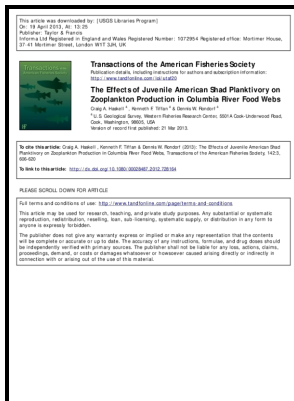 This article was downloaded by: [USGS Libraries Program]
On: 19 April 2013, At: 13:25
Publisher: Taylor & Francis
Informa Ltd Registered in England and Wales Registered Number: 1072954 Registered office: Mortimer House,
37-41 Mortimer Street, London W1T 3JH, UK
Transactions of the American Fisheries Society
Publication details, including instructions for authors and subscription information:
http://www.tandfonline.com/loi/utaf20
The Effects of Juvenile American Shad Planktivory on
Zooplankton Production in Columbia River Food Webs
Craig A. Haskell a , Kenneth F. Tiffan a & Dennis W. Rondorf a
a U.S. Geological Survey, Western Fisheries Research Center, 5501A Cook-Underwood Road,
Cook, Washington, 98605, USA
Version of record first published: 21 Mar 2013.
To cite this article: Craig A. Haskell , Kenneth F. Tiffan & Dennis W. Rondorf (2013): The Effects of Juvenile American Shad
Planktivory on Zooplankton Production in Columbia River Food Webs, Transactions of the American Fisheries Society, 142:3,
606-620
To link to this article: http://dx.doi.org/10.1080/00028487.2012.728164
PLEASE SCROLL DOWN FOR ARTICLE
Full terms and conditions of use: http://www.tandfonline.com/page/terms-and-conditions
This article may be used for research, teaching, and private study purposes. Any substantial or systematic
reproduction, redistribution, reselling, loan, sub-licensing, systematic supply, or distribution in any form to
anyone is expressly forbidden.
The publisher does not give any warranty express or implied or make any representation that the contents
will be complete or accurate or up to date. The accuracy of any instructions, formulae, and drug doses should
be independently verified with primary sources. The publisher shall not be liable for any loss, actions, claims,
proceedings, demand, or costs or damages whatsoever or howsoever caused arising directly or indirectly in
connection with or arising out of the use of this material.